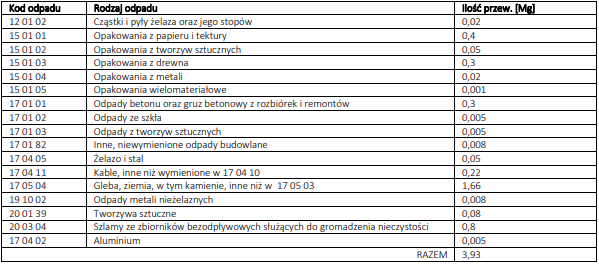 Kod odpadu Rodzaj odpadu Ilość przew. [Mg]
12 01 02 Cząstki i pyły żelaza oraz jego stopów 0,02
15 01 01 Opakowania z papieru i tektury 0,4
15 01 02 Opakowania z tworzyw sztucznych 0,05
15 01 03 Opakowania z drewna 0,3
15 01 04 Opakowania z metali 0,02
15 01 05 Opakowania wielomateriałowe 0,001
17 01 01 Odpady betonu oraz gruz betonowy z rozbiórek i remontów 0,3
17 01 02 Odpady ze szkła 0,005
17 01 03 Odpady z tworzyw sztucznych 0,005
17 01 82 Inne, niewymienione odpady budowlane 0,008
17 04 05 Żelazo i stal 0,05
17 04 11 Kable, inne niż wymienione w 17 04 10 0,22
17 05 04 Gleba, ziemia, w tym kamienie, inne niż w 17 05 03 1,66
19 10 02 Odpady metali nieżelaznych 0,008
20 01 39 Tworzywa sztuczne 0,08
20 03 04 Szlamy ze zbiorników bezodpływowych służących do gromadzenia nieczystości 0,8
17 04 02 Aluminium 0,005
RAZEM 3,93